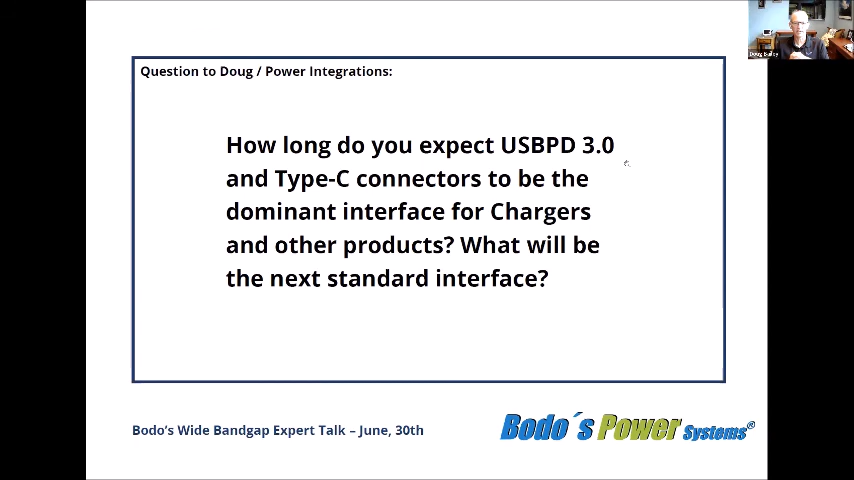 Doug Bailey
Question to Doug / Power Integrations:
How long do you expect USBPD 3.0
and Type-C connectors to be the
dominant interface for Chargers
and other products? What will be
the next standard interface?
Bodo's Wide Bandgap Expert Talk – June, 30th
Bodo´s Power Systems®